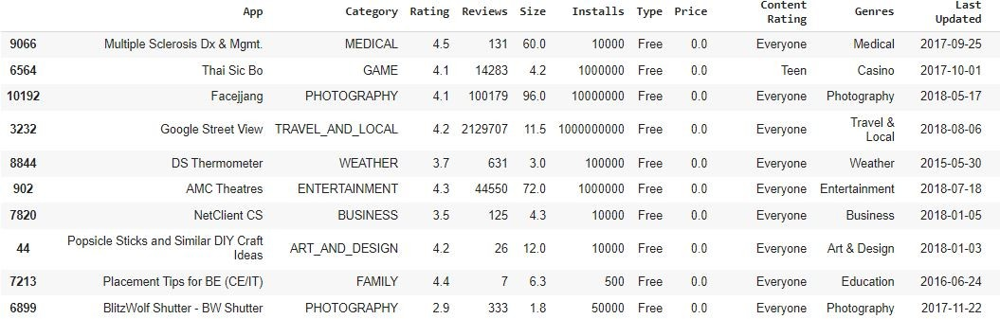 App Category Rating Reviews Size Installs Type Price Content Rating Genres Last Updated
9066 Multiple Sclerosis Dx & Mgmt. MEDICAL 4.5 131 60.0 10000 Free 0.0 Everyone Medical 2017-09-25
6564 Thai Sic Bo GAME 4.1 14283 4.2 1000000 Free 0.0 Teen Casino 2017-10-01
10192 Facejjang PHOTOGRAPHY 4.1 100179 96.0 10000000 Free 0.0 Everyone Photography 2018-05-17
3232 Google Street View TRAVEL_AND_LOCAL 4.2 2129707 11.5 1000000000 Free 0.0 Everyone Travel & Local 2018-08-06
8844 DS Thermometer WEATHER 3.7 631 3.0 100000 Free 0.0 Everyone Weather 2015-05-30
902 AMC Theatres ENTERTAINMENT 4.3 44550 72.0 1000000 Free 0.0 Everyone Entertainment 2018-07-18
7820 NetClient CS BUSINESS 3.5 125 4.3 10000 Free 0.0 Everyone Business 2018-01-05
44 Popsicle Sticks and Similar DIY Craft Ideas ART_AND_DESIGN 4.2 26 12.0 10000 Free 0.0 Everyone Art & Design 2018-01-03
7213 Placement Tips for BE (CE/IT) FAMILY 4.4 7 6.3 500 Free 0.0 Everyone Education 2016-06-24
6899 BlitzWolf Shutter - BW Shutter PHOTOGRAPHY 2.9 333 1.8 50000 Free 0.0 Everyone Photography 2017-11-22